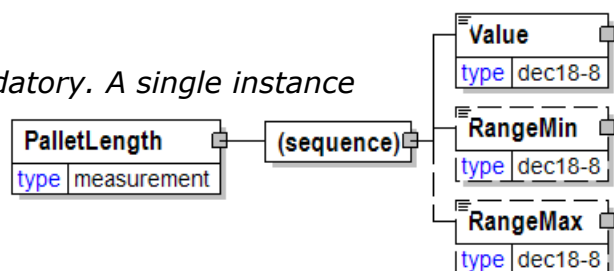 Value
type dec18-8
datory. A single instance
PalletLength
type measurement
(sequence)
RangeMin
type dec18-8
RangeMax
type dec18-8